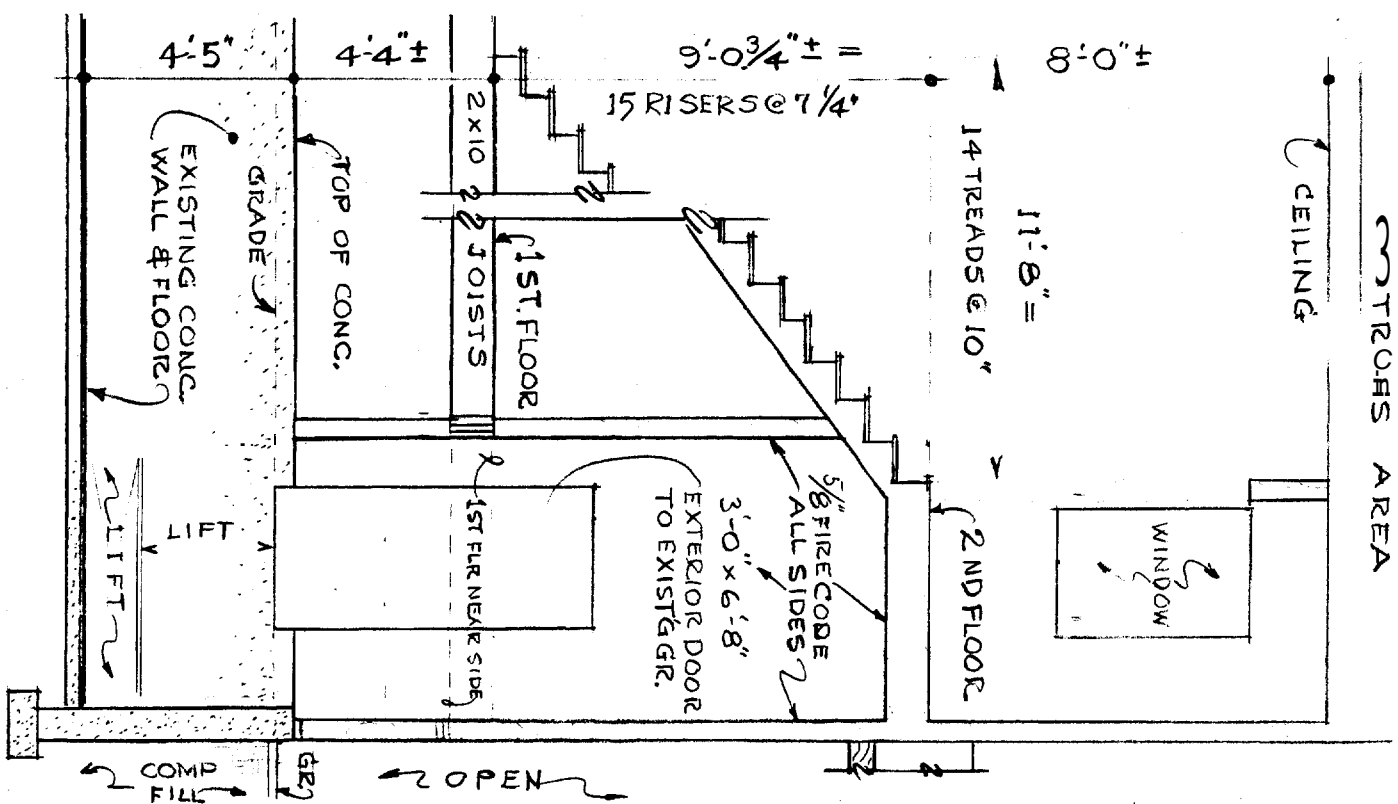 4'-5"
4'-4"±
9'-0 3/4"± =
15 RISERS @ 7 1/4"
8'-0"±
14 TREADS @ 10"
11'-8" =
CEILING
AREA
2x10
JOISTS
1ST. FLOOR
TOP OF CONC.
GRADE
EXISTING CONC.
WALL & FLOOR
LIFT
LIFT
1ST FLR NEAR SIDE
EXTERIOR DOOR
TO EXIST'G GR.
3'-0" x 6'-8"
5/8" FIRECODE
ALL SIDES
2ND FLOOR
WINDOW
COMP
FILL
GR
OPEN